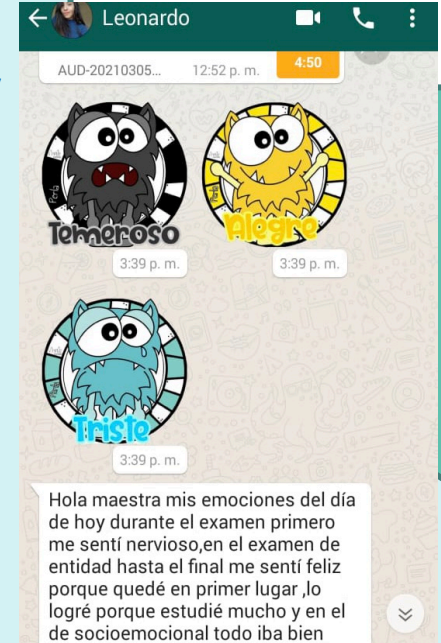 Leonardo
AUD-20210305... 12:52 p. m. 4:50
Temeroso
Alegre
3:39 p. m. 3:39 p. m.
Triste
3:39 p. m.
Hola maestra mis emociones del día
de hoy durante el examen primero
me sentí nervioso,en el examen de
entidad hasta el final me sentí feliz
porque quedé en primer lugar ,lo
logré porque estudié mucho y en el
de socioemocional todo iba bien